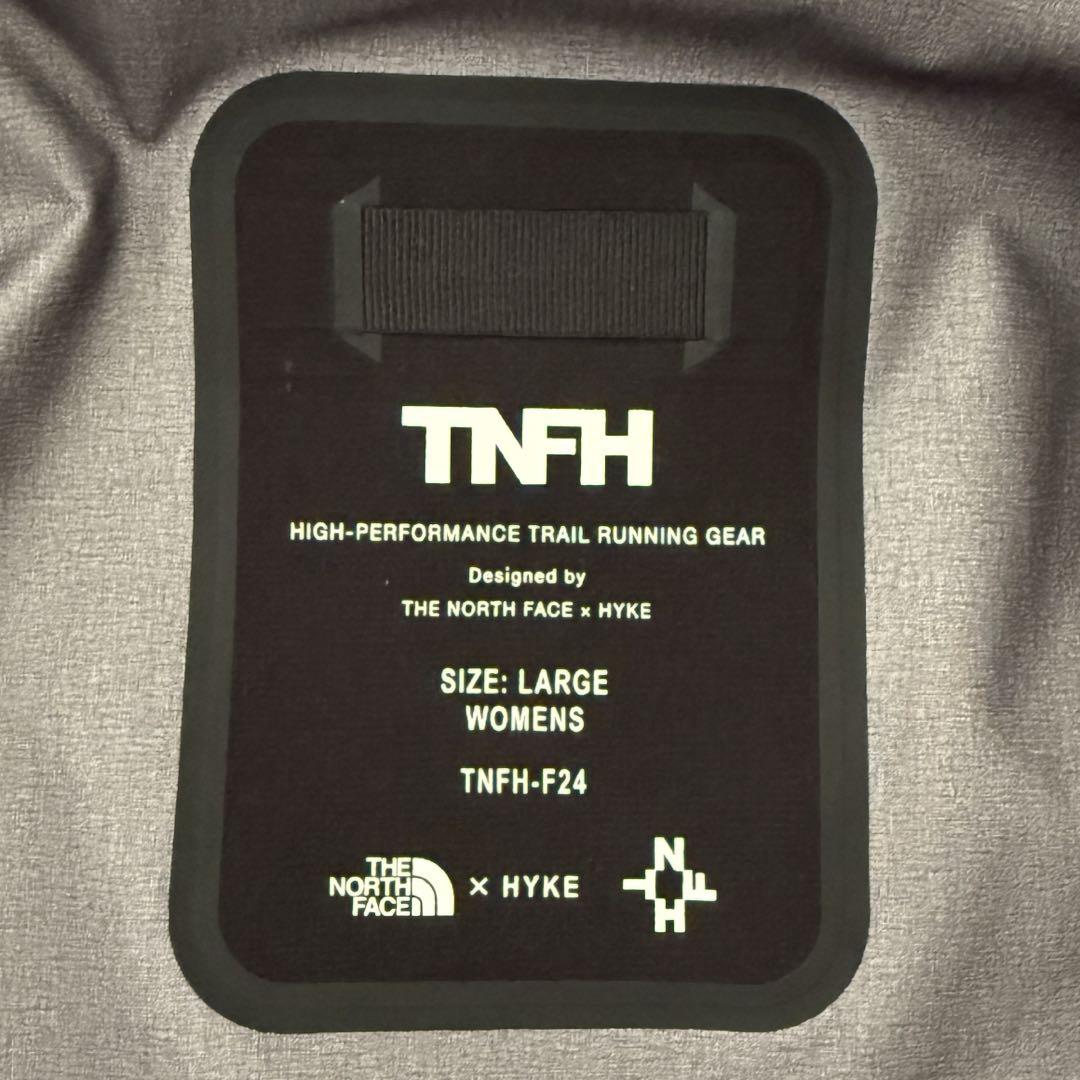 TNFH
HIGH-PERFORMANCE TRAIL RUNNING GEAR
Designed by
THE NORTH FACE × HYKE
SIZE: LARGE
WOMENS
TNFH-F24
THE
NORTH
FACE
× HYKE
N
T F
H